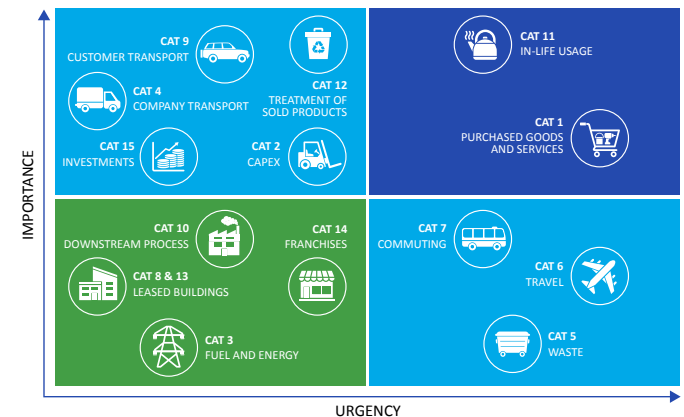 IMPORTANCE
CAT 9
CUSTOMER TRANSPORT
CAT 4
COMPANY TRANSPORT
CAT 12
TREATMENT OF
SOLD PRODUCTS
CAT 15
INVESTMENTS
CAT 2
CAPEX
CAT 11
IN-LIFE USAGE
CAT 1
PURCHASED GOODS
AND SERVICES
CAT 10
DOWNSTREAM PROCESS
CAT 14
FRANCHISES
CAT 8 & 13
LEASED BUILDINGS
CAT 3
FUEL AND ENERGY
CAT 7
COMMUTING
CAT 6
TRAVEL
CAT 5
WASTE
URGENCY